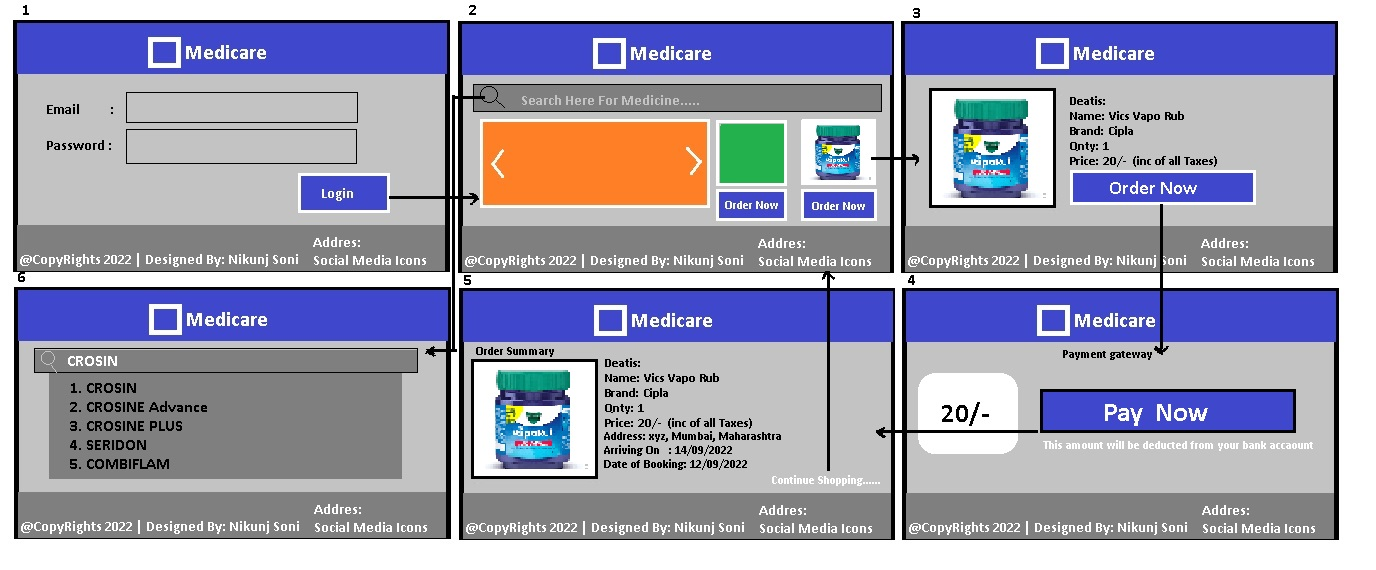 1
Medicare
Email :
Password :
Login
@CopyRights 2022 | Designed By: Nikunj Soni
Addres:
Social Media Icons
2
Medicare
Search Here For Medicine.....
Order Now
Order Now
@CopyRights 2022 | Designed By: Nikunj Soni
Addres:
Social Media Icons
3
Medicare
Deatis:
Name: Vics Vapo Rub
Brand: Cipla
Qnty: 1
Price: 20/- (inc of all Taxes)
Order Now
@CopyRights 2022 | Designed By: Nikunj Soni
Addres:
Social Media Icons
6
Medicare
CROSIN
1. CROSIN
2. CROSINE Advance
3. CROSINE PLUS
4. SERIDON
5. COMBIFLAM
@CopyRights 2022 | Designed By: Nikunj Soni
Addres:
Social Media Icons
5
Medicare
Order Summary
Deatis:
Name: Vics Vapo Rub
Brand: Cipla
Qnty: 1
Price: 20/- (inc of all Taxes)
Address: xyz, Mumbai, Maharashtra
Arriving On : 14/09/2022
Date of Booking: 12/09/2022
Continue Shopping......
@CopyRights 2022 | Designed By: Nikunj Soni
Addres:
Social Media Icons
4
Medicare
Payment gateway
20/-
Pay Now
This amount will be deducted from your bank accaount
@CopyRights 2022 | Designed By: Nikunj Soni
Addres:
Social Media Icons